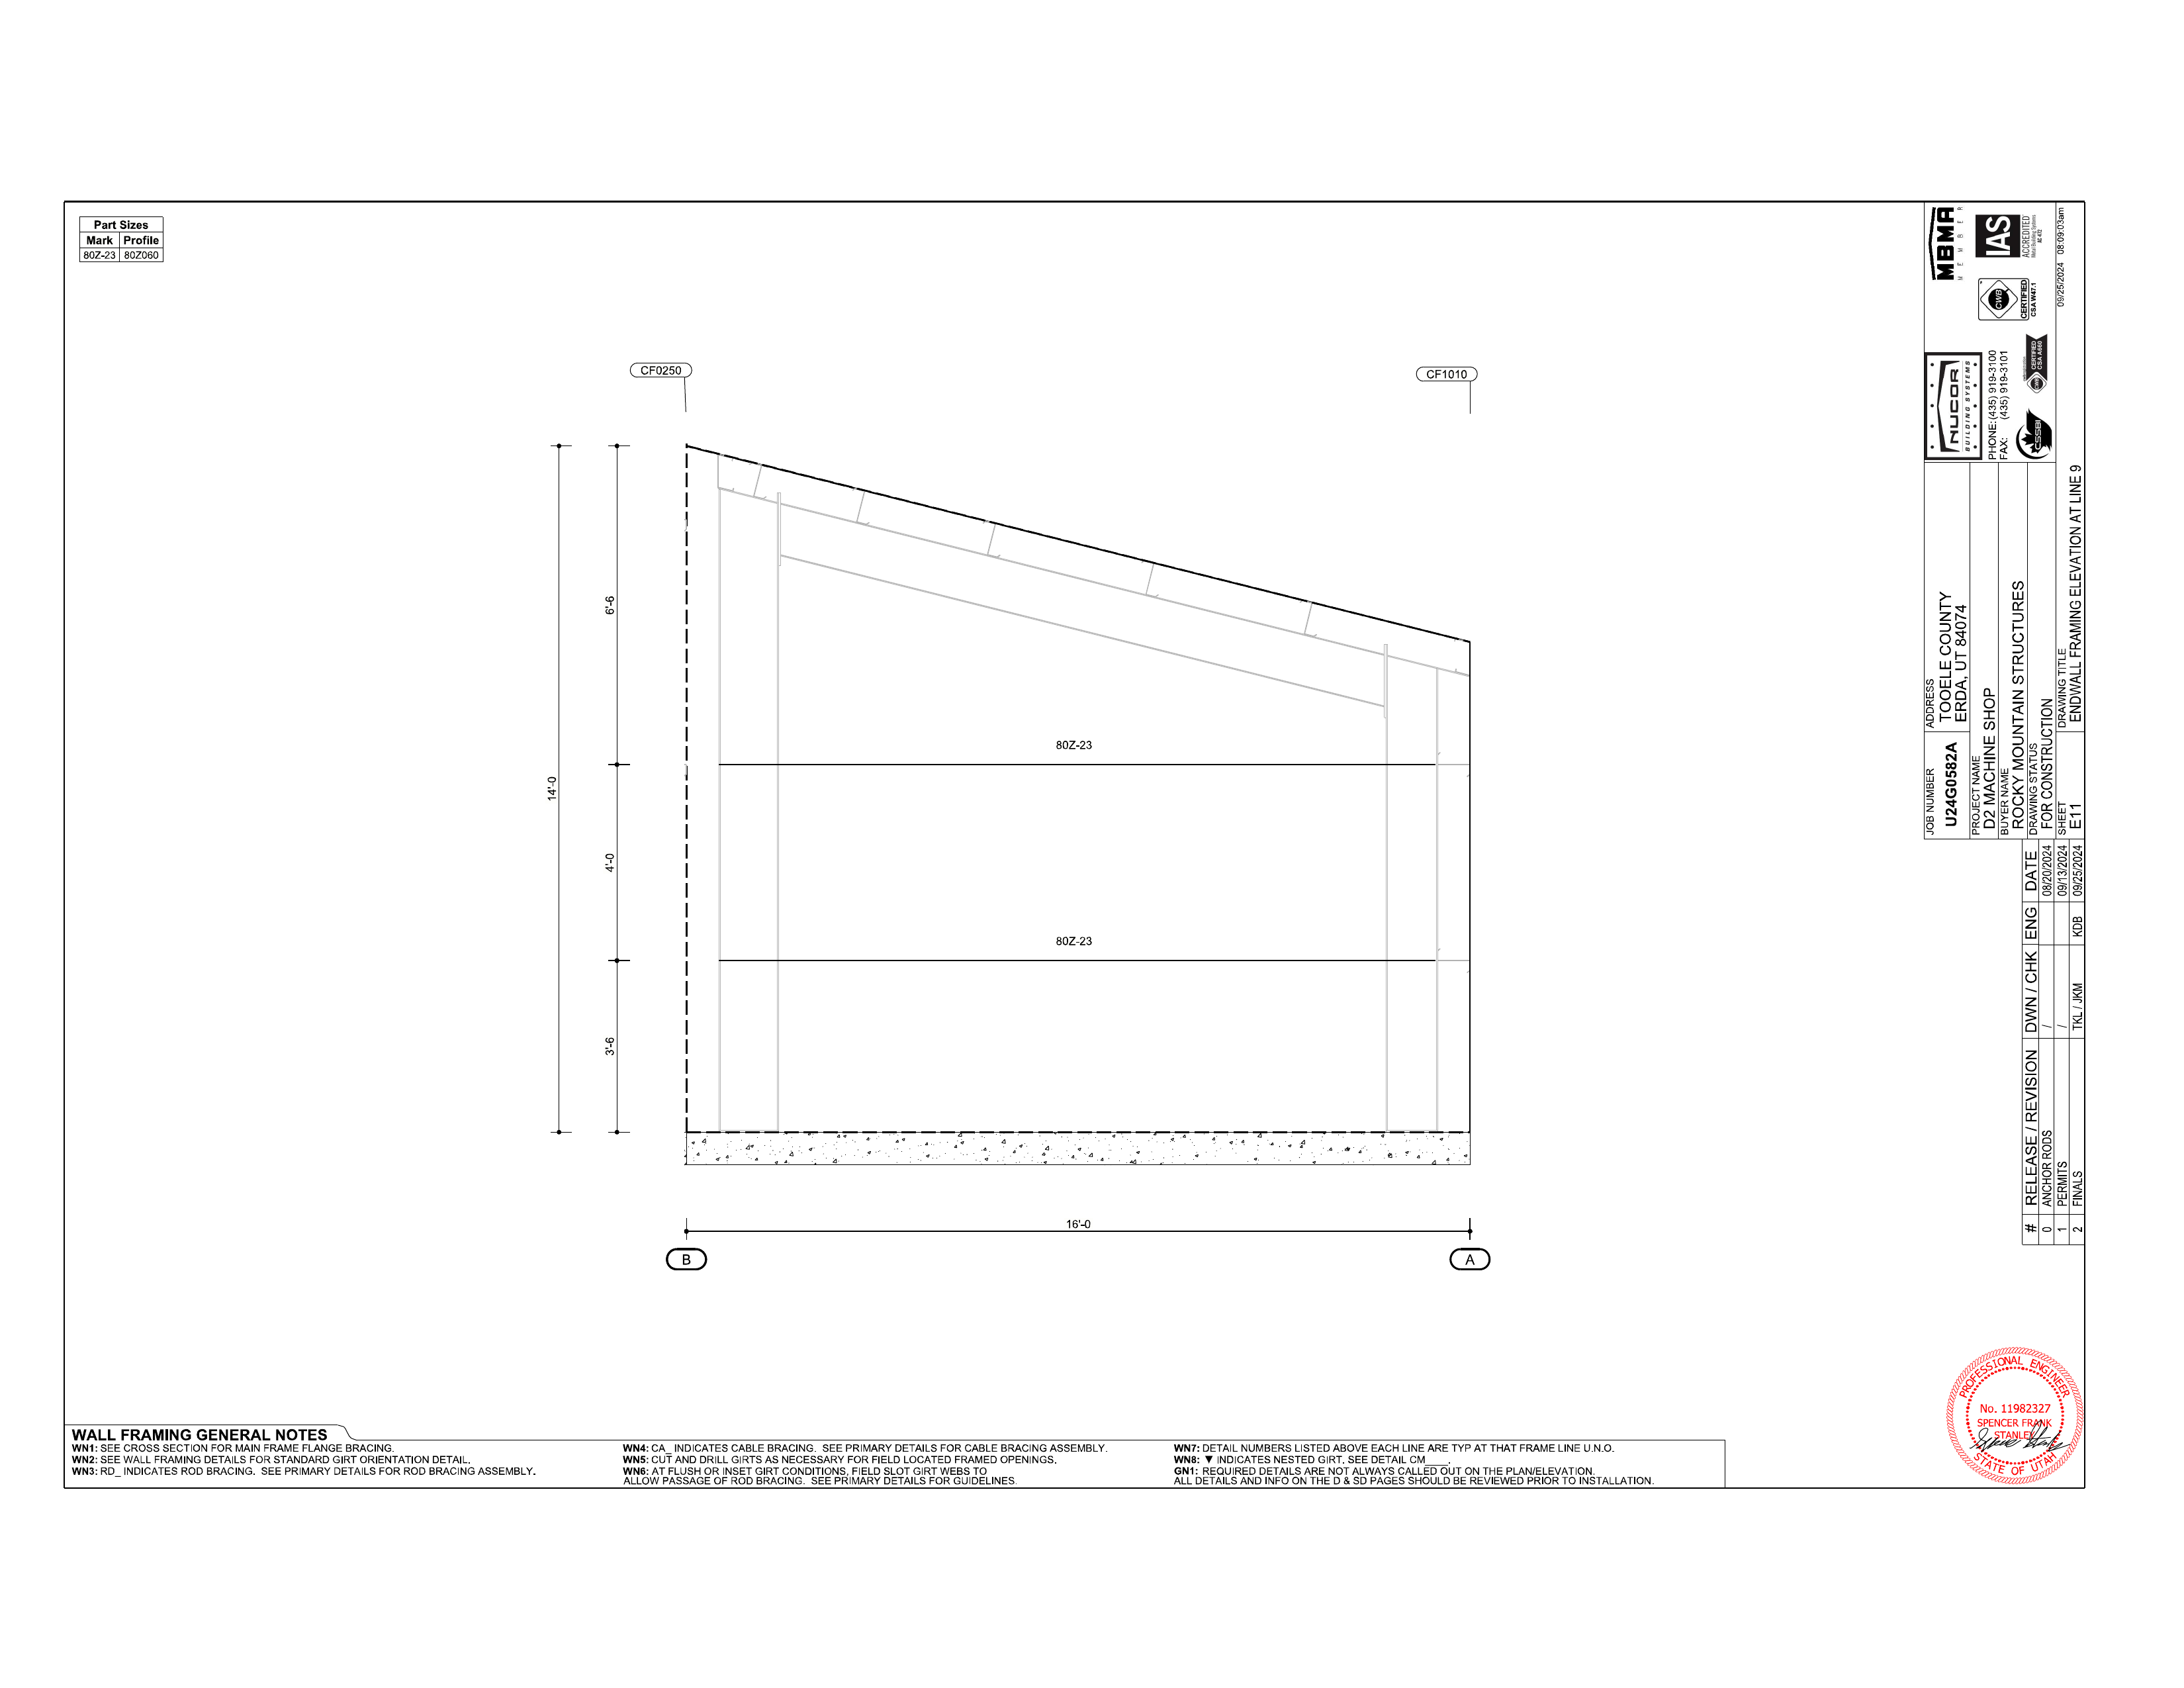 Part Sizes
Mark Profile
80Z-23 80Z060
CF0250
CF1010
14'-0
6'-6
4'-0
3'-6
80Z-23
80Z-23
16'-0
B
A
WALL FRAMING GENERAL NOTES
WN1: SEE CROSS SECTION FOR MAIN FRAME FLANGE BRACING.
WN2: SEE WALL FRAMING DETAILS FOR STANDARD GIRT ORIENTATION DETAIL.
WN3: RD_ INDICATES ROD BRACING. SEE PRIMARY DETAILS FOR ROD BRACING ASSEMBLY.
WN4: CA_ INDICATES CABLE BRACING. SEE PRIMARY DETAILS FOR CABLE BRACING ASSEMBLY.
WN5: CUT AND DRILL GIRTS AS NECESSARY FOR FIELD LOCATED FRAMED OPENINGS.
WN6: AT FLUSH OR INSET GIRT CONDITIONS, FIELD SLOT GIRT WEBS TO
ALLOW PASSAGE OF ROD BRACING. SEE PRIMARY DETAILS FOR GUIDELINES.
WN7: DETAIL NUMBERS LISTED ABOVE EACH LINE ARE TYP AT THAT FRAME LINE U.N.O.
WN8: ▼ INDICATES NESTED GIRT, SEE DETAIL CM____.
GN1: REQUIRED DETAILS ARE NOT ALWAYS CALLED OUT ON THE PLAN/ELEVATION.
ALL DETAILS AND INFO ON THE D & SD PAGES SHOULD BE REVIEWED PRIOR TO INSTALLATION.
MBMA
MEMBER
IAS
ACCREDITED
Metal Building Systems
AC 472
CWB
CERTIFIED
CSA W47.1
CWB
CERTIFIED
CSA A660
CSSBI
NUCOR
BUILDING SYSTEMS
PHONE: (435) 919-3100
FAX: (435) 919-3101
09/25/2024 08:09:03am
JOB NUMBER
U24G0582A
ADDRESS
TOOELE COUNTY
ERDA, UT 84074
PROJECT NAME
D2 MACHINE SHOP
BUYER NAME
ROCKY MOUNTAIN STRUCTURES
DRAWING STATUS
FOR CONSTRUCTION
SHEET
E11
DRAWING TITLE
ENDWALL FRAMING ELEVATION AT LINE 9
# RELEASE / REVISION DWN / CHK ENG DATE
0 ANCHOR RODS / 08/20/2024
1 PERMITS / 09/13/2024
2 FINALS TKL / JKM KDB 09/25/2024
PROFESSIONAL ENGINEER
No. 11982327
SPENCER FRANK
STANLEY
STATE OF UTAH